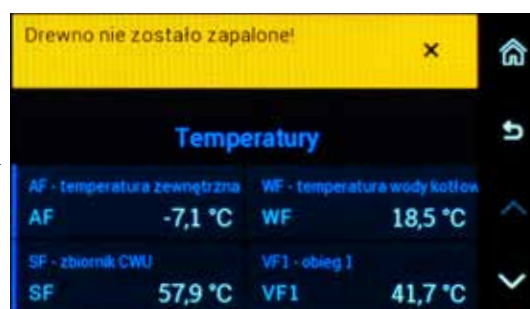 Drewno nie zostało zapalone!
Temperatury
AF - temperatura zewnętrzna
AF -7,1 °C
WF - temperatura wody kotłow
WF 18,5 °C
SF - zbiornik CWU
SF 57,9 °C
VF1 - obieg 1
VF1 41,7 °C